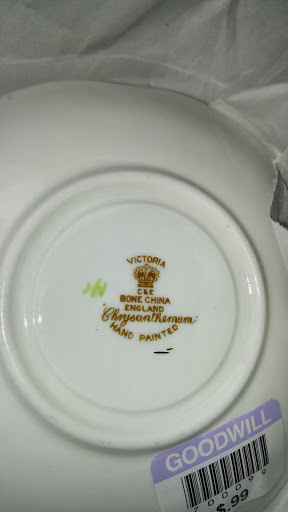 VICTORIA
C&E
BONE CHINA
ENGLAND
"Chrysanthemum"
HAND PAINTED
GOODWILL
$.99